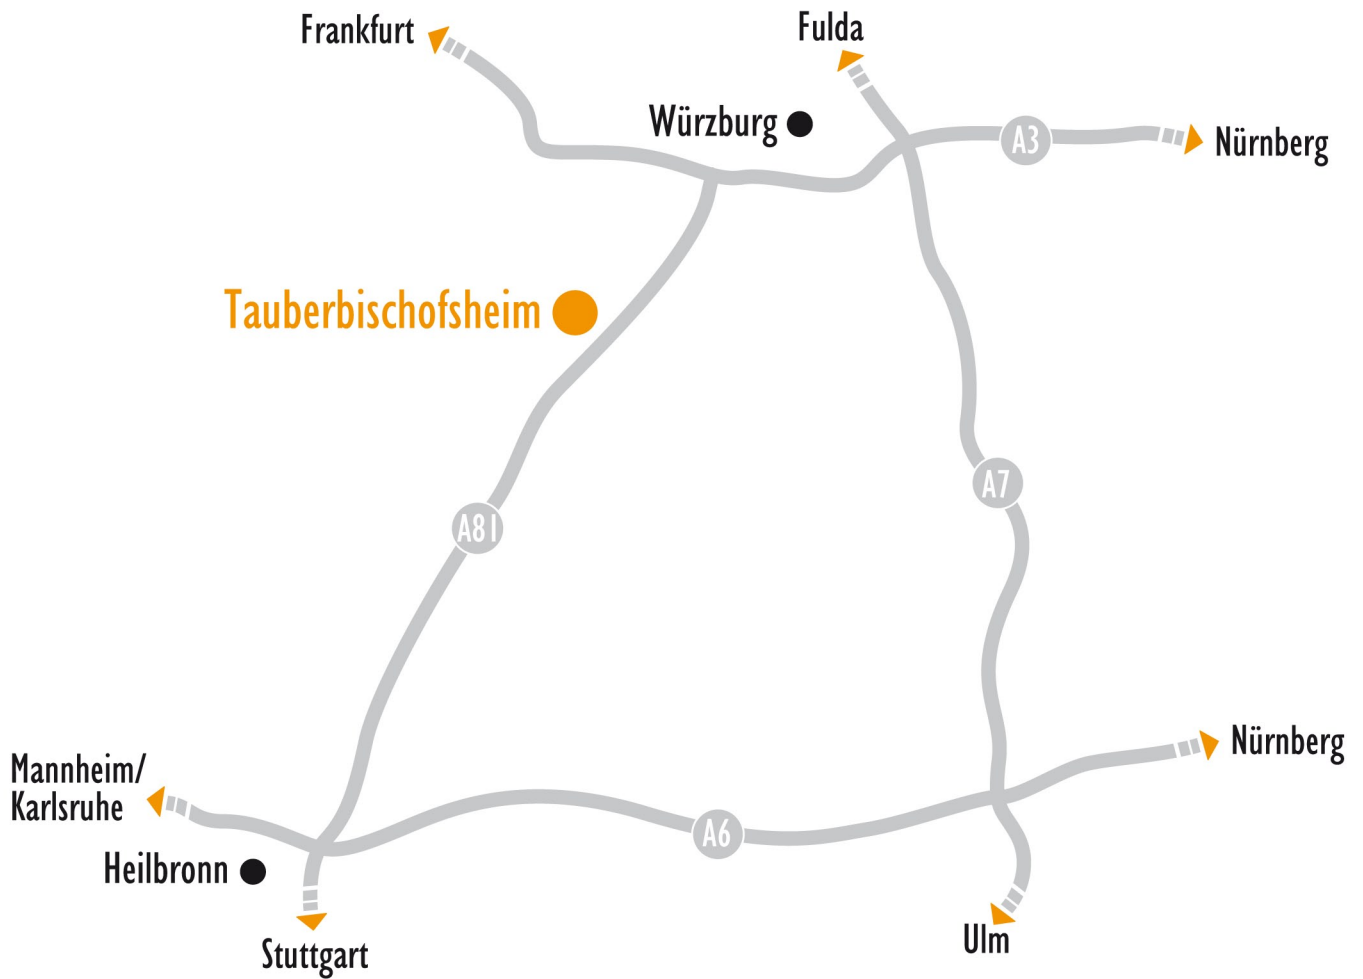 Fulda
Frankfurt
Würzburg
A3
Nürnberg
Tauberbischofsheim
A7
A81
Nürnberg
Mannheim/
Karlsruhe
A6
Heilbronn
Ulm
Stuttgart